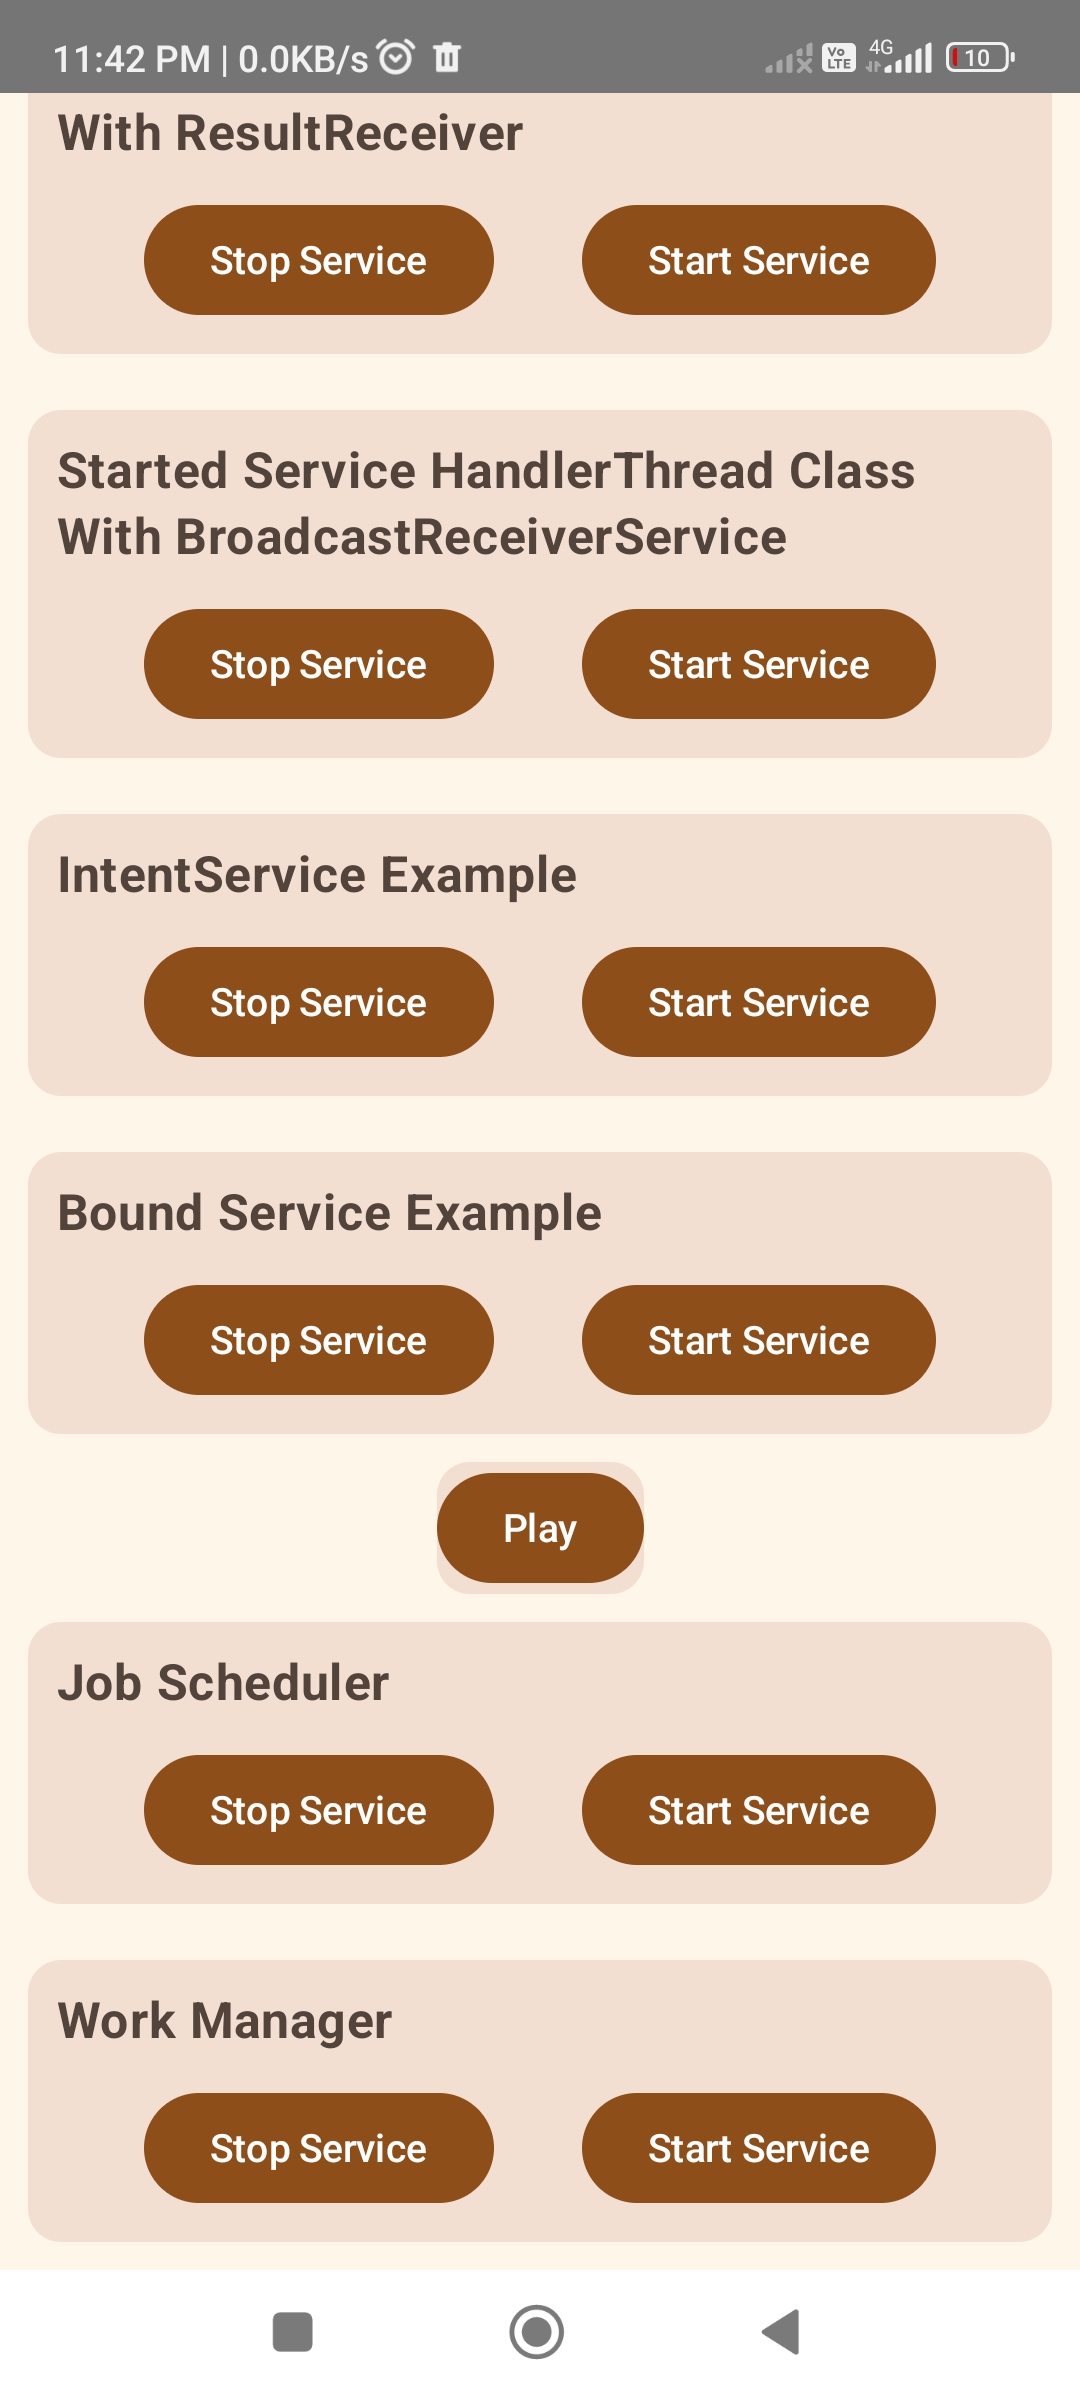 11:42 PM | 0.0KB/s Vo LTE 4G 10
With ResultReceiver
Stop Service Start Service
Started Service HandlerThread Class
With BroadcastReceiverService
Stop Service Start Service
IntentService Example
Stop Service Start Service
Bound Service Example
Stop Service Start Service
Play
Job Scheduler
Stop Service Start Service
Work Manager
Stop Service Start Service